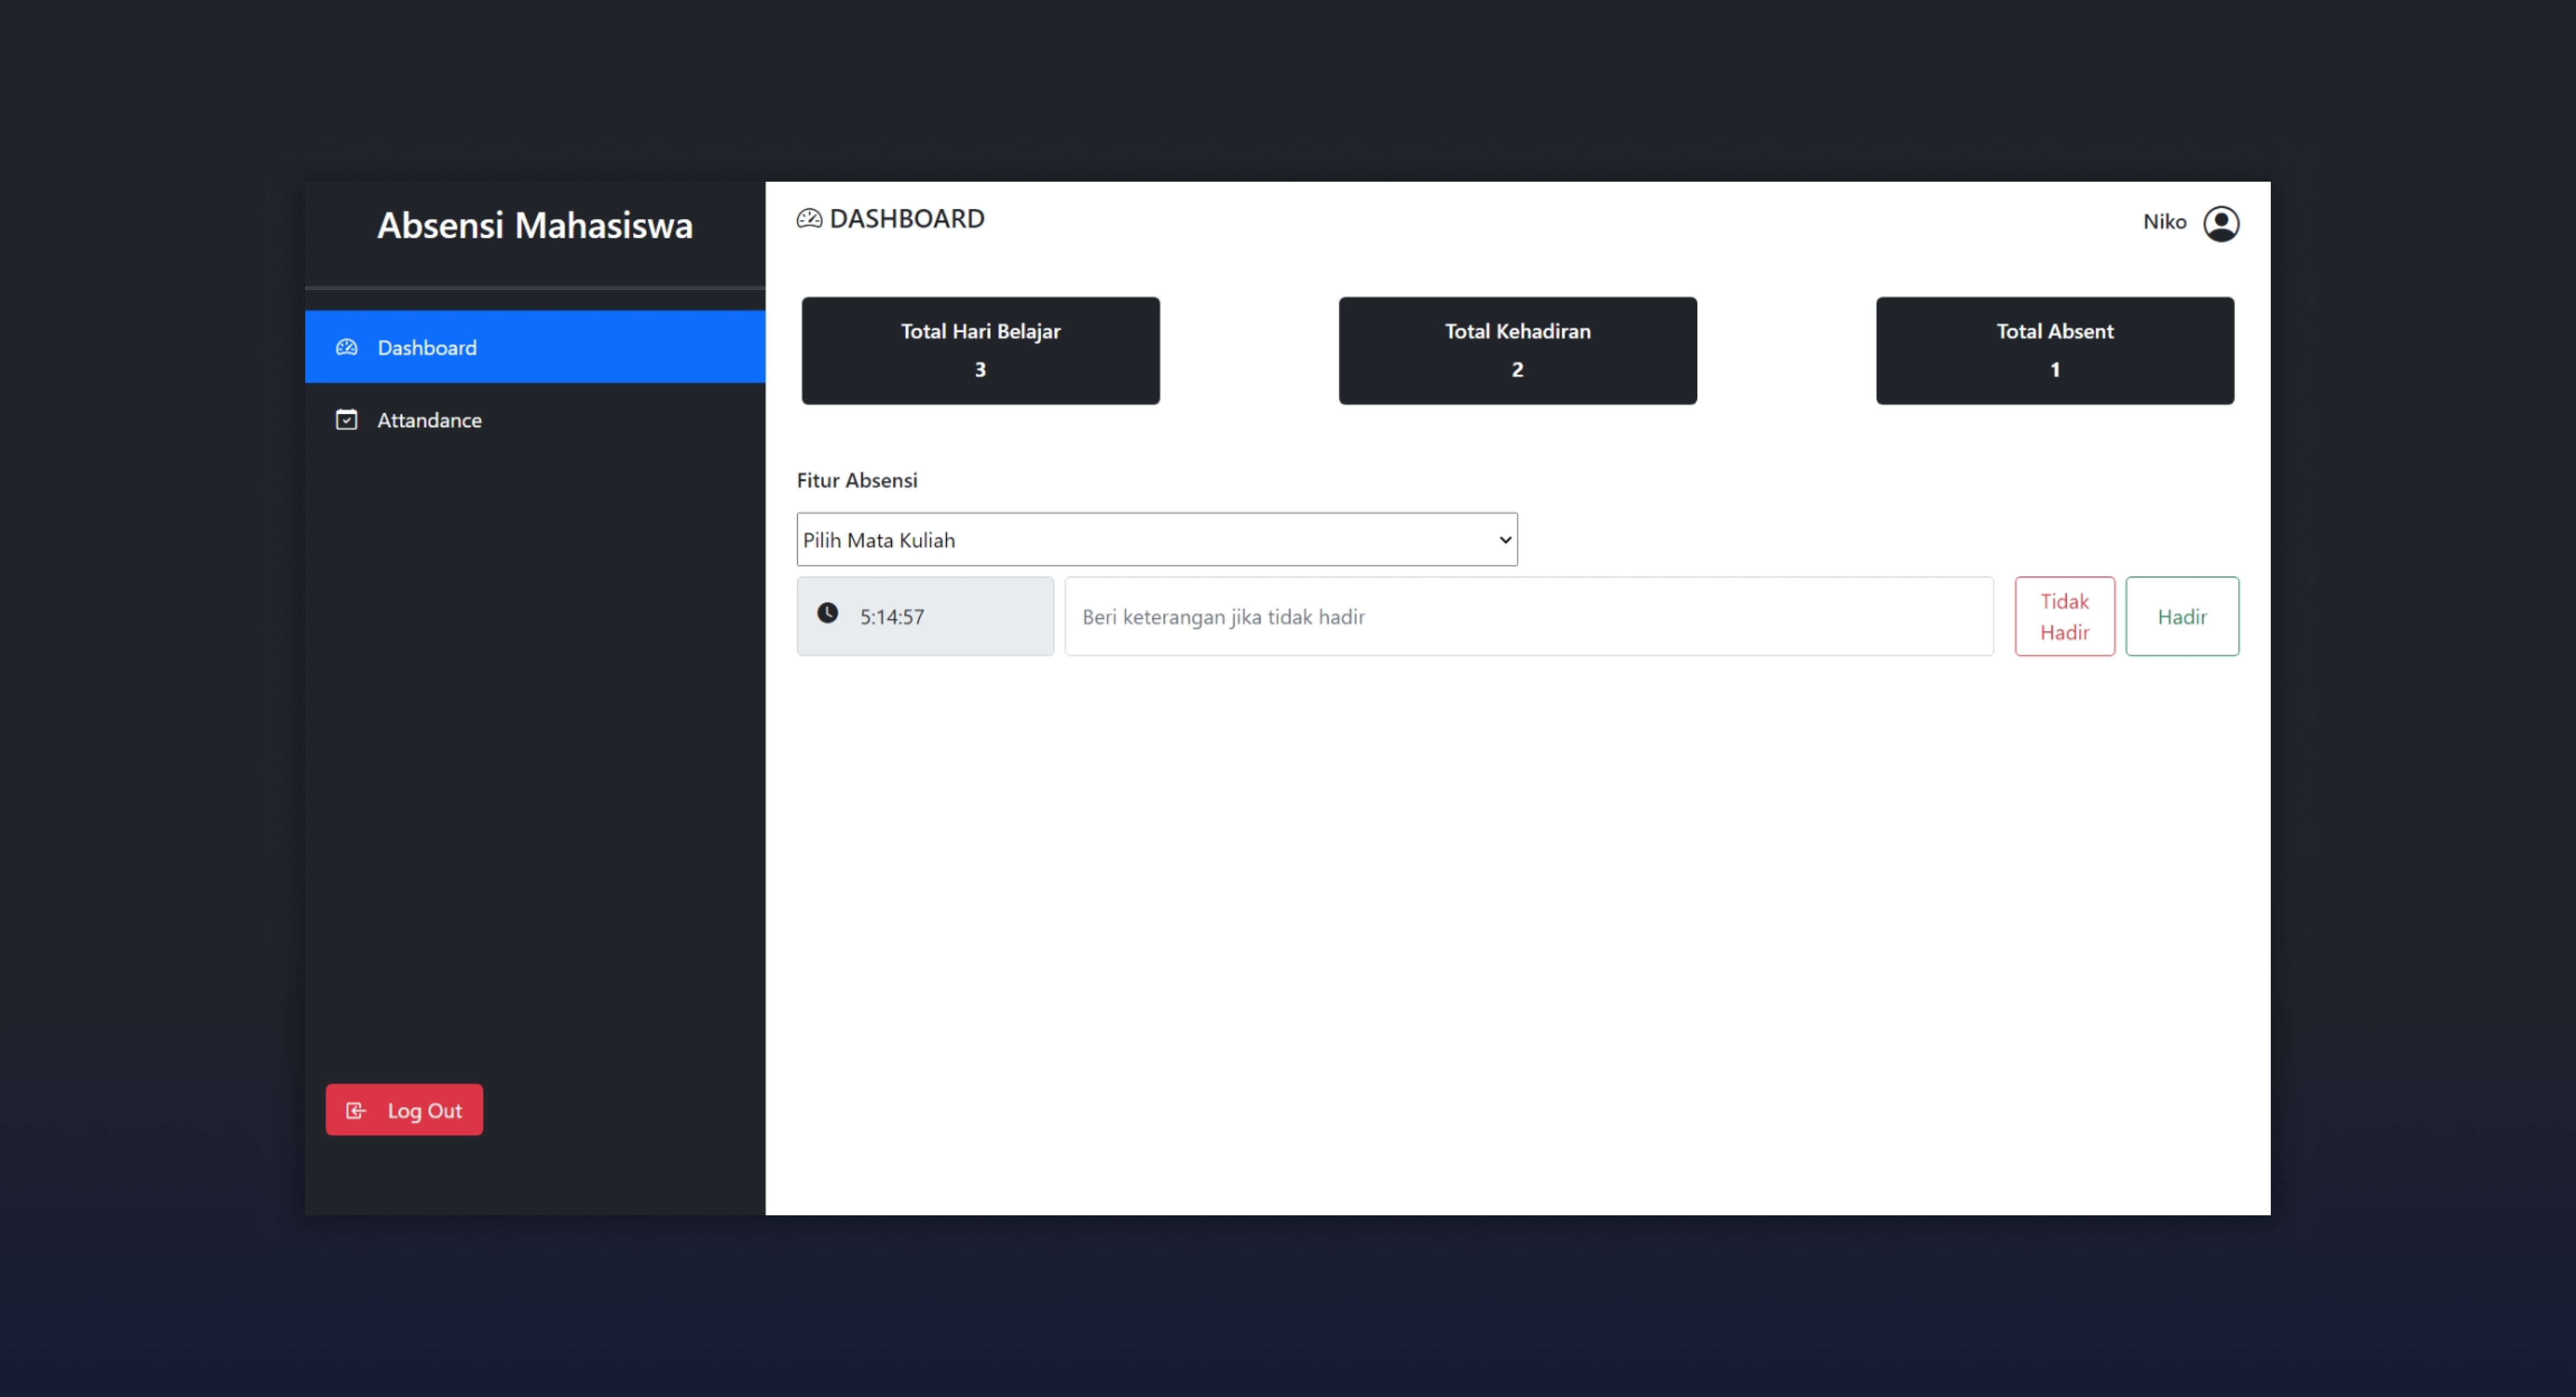 Absensi Mahasiswa
Dashboard
Attandance
Log Out
DASHBOARD
Niko
Total Hari Belajar
3
Total Kehadiran
2
Total Absent
1
Fitur Absensi
Pilih Mata Kuliah
5:14:57
Beri keterangan jika tidak hadir
Tidak
Hadir
Hadir